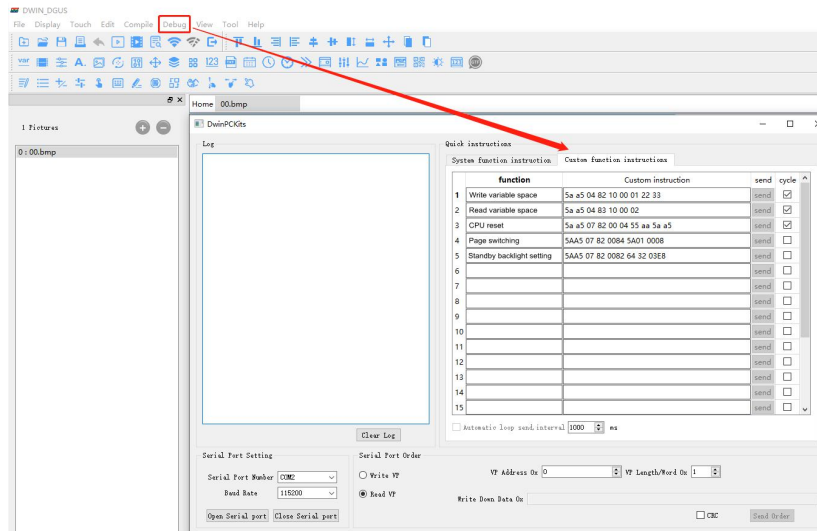 DWIN_DGUS
File Display Touch Edit Compile Debug View Tool Help
Home 00.bmp
1 Pictures
0 : 00.bmp
DwinPCKits
Log
Quick instructions
System function instruction Custom function instructions
function Custom instruction send cycle
1 Write variable space 5a a5 04 82 10 00 01 22 33 send
2 Read variable space 5a a5 04 83 10 00 02 send
3 CPU reset 5a a5 07 82 00 04 55 aa 5a a5 send
4 Page switching 5AA5 07 82 0084 5A01 0008 send
5 Standby backlight setting 5AA5 07 82 0082 64 32 03E8 send
6 send
7 send
8 send
9 send
10 send
11 send
12 send
13 send
14 send
15 send
Automatic loop send,interval 1000 ms
Clear Log
Serial Port Setting
Serial Port Number COM2
Baud Rate 115200
Open Serial port Close Serial port
Serial Port Order
Write VP
Read VP
VP Address 0x 0 VP Length/Word 0x 1
Write Down Data 0x
CRC Send Order